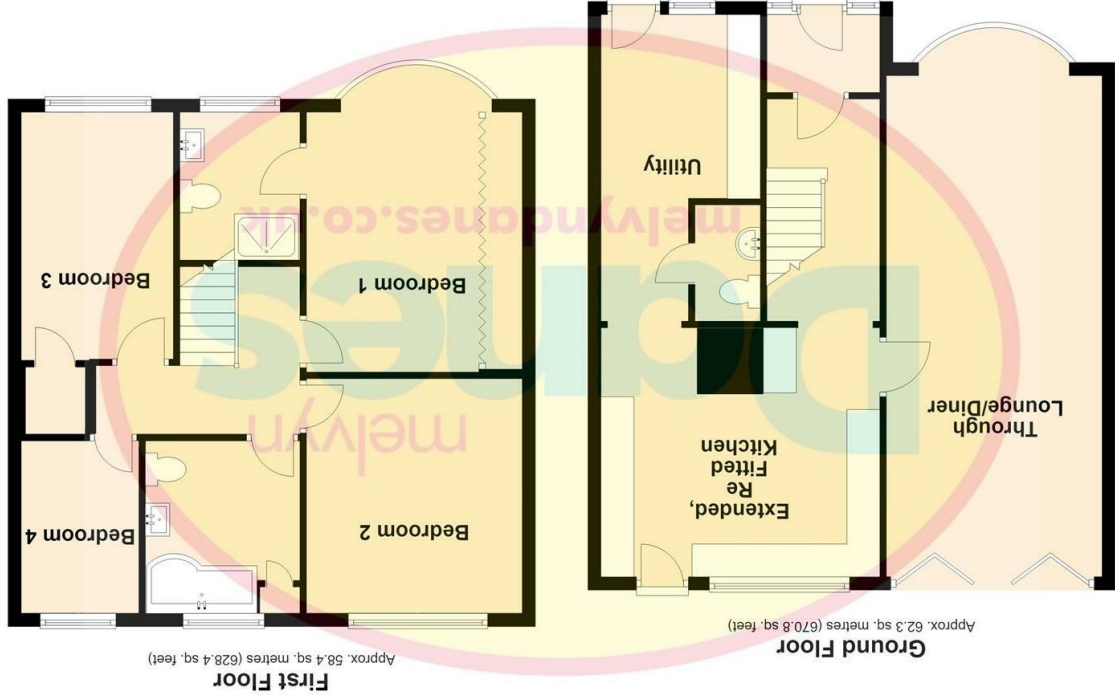 Ground Floor
Approx. 62.3 sq. metres (670.8 sq. feet)
Through
Lounge/Diner
Extended,
Re
Fitted
Kitchen
Utility
First Floor
Approx. 58.4 sq. metres (628.4 sq. feet)
Bedroom 2
Bedroom 4
Bedroom 1
Bedroom 3
melvyn
Danes
melvyndanes.co.uk